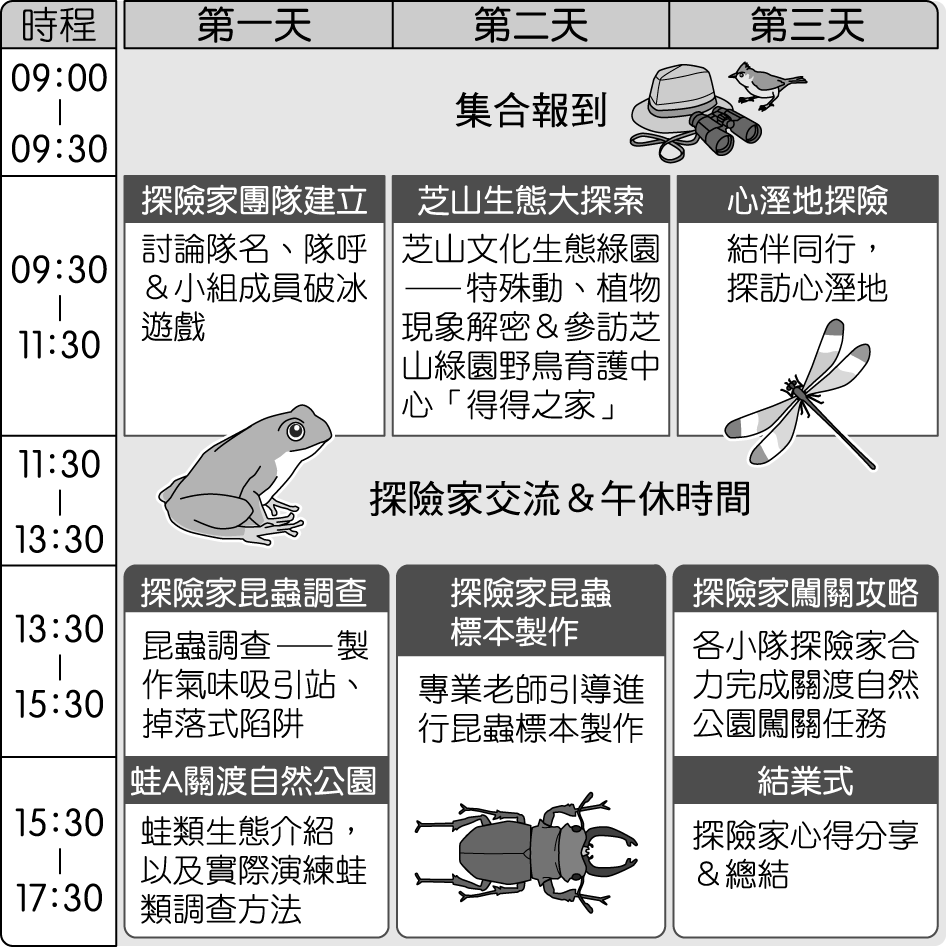 時程
第一天
第二天
第三天
09:00
|
09:30
集合報到
09:30
|
11:30
探險家團隊建立
討論隊名、隊呼
＆小組成員破冰
遊戲
芝山生態大探索
芝山文化生態綠園
──特殊動、植物
現象解密＆參訪芝
山綠園野鳥育護中
心「得得之家」
心溼地探險
結伴同行，
探訪心溼地
11:30
|
13:30
探險家交流＆午休時間
13:30
|
15:30
探險家昆蟲調查
昆蟲調查──製
作氣味吸引站、
掉落式陷阱
探險家昆蟲
標本製作
專業老師引導進
行昆蟲標本製作
探險家闖關攻略
各小隊探險家合
力完成關渡自然
公園闖關任務
15:30
|
17:30
蛙A關渡自然公園
蛙類生態介紹，
以及實際演練蛙
類調查方法
結業式
探險家心得分享
＆總結